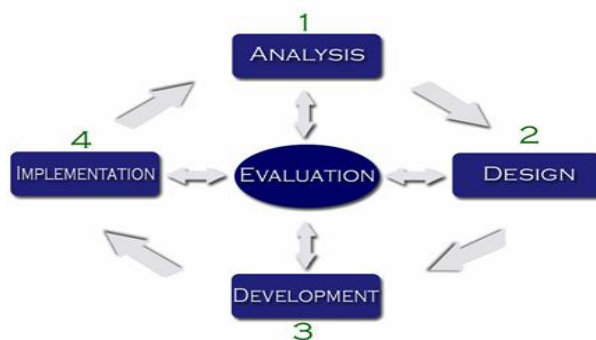 1
ANALYSIS
4
2
IMPLEMENTATION
EVALUATION
DESIGN
DEVELOPMENT
3